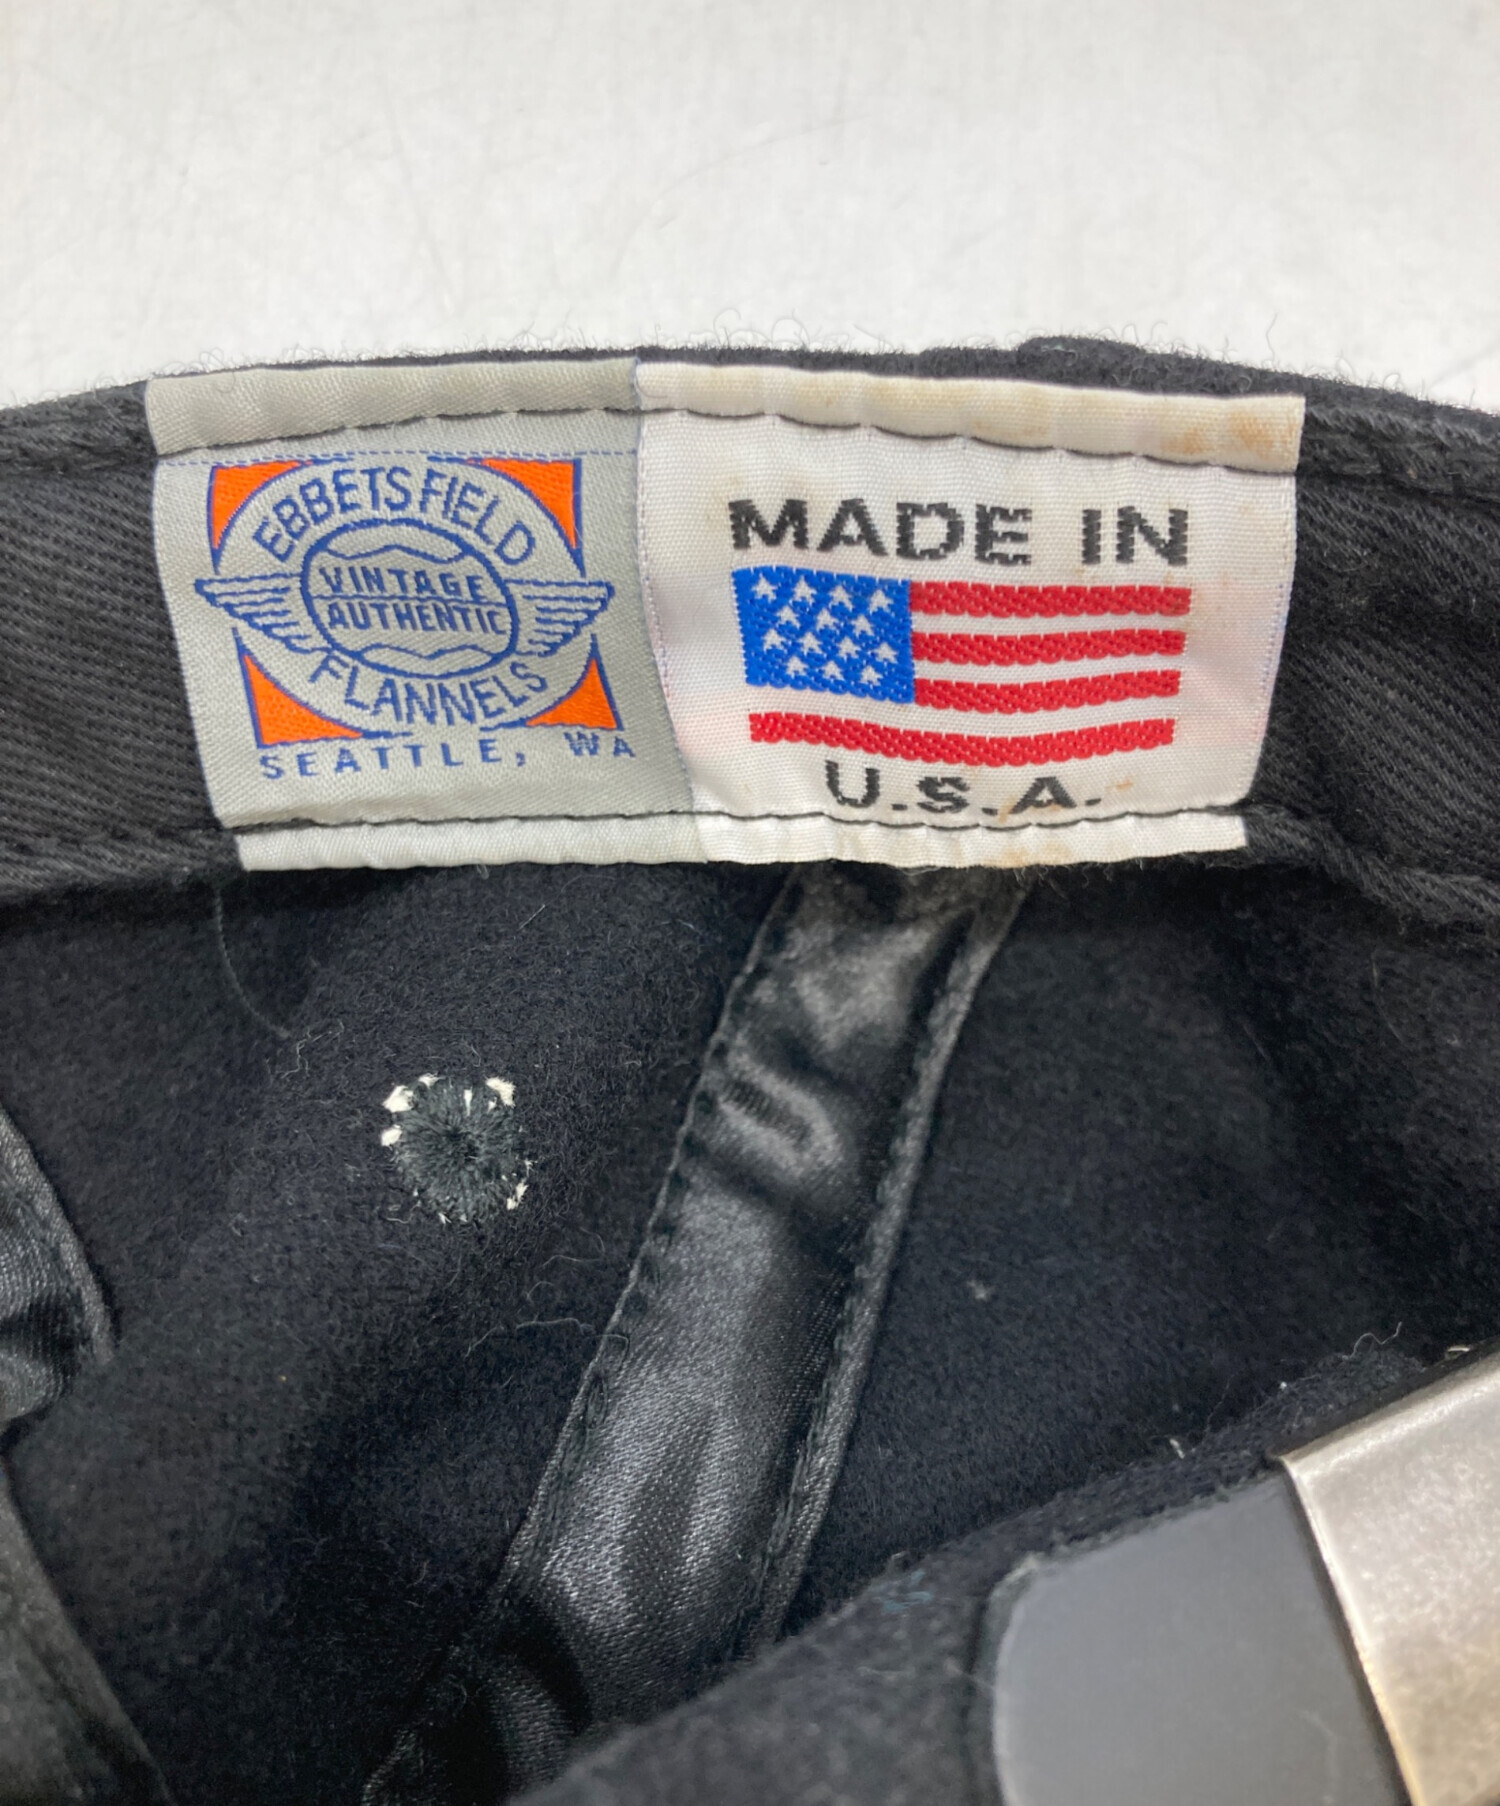 EBBETS FIELD
VINTAGE
AUTHENTIC
FLANNELS
SEATTLE, WA
MADE IN
U.S.A.